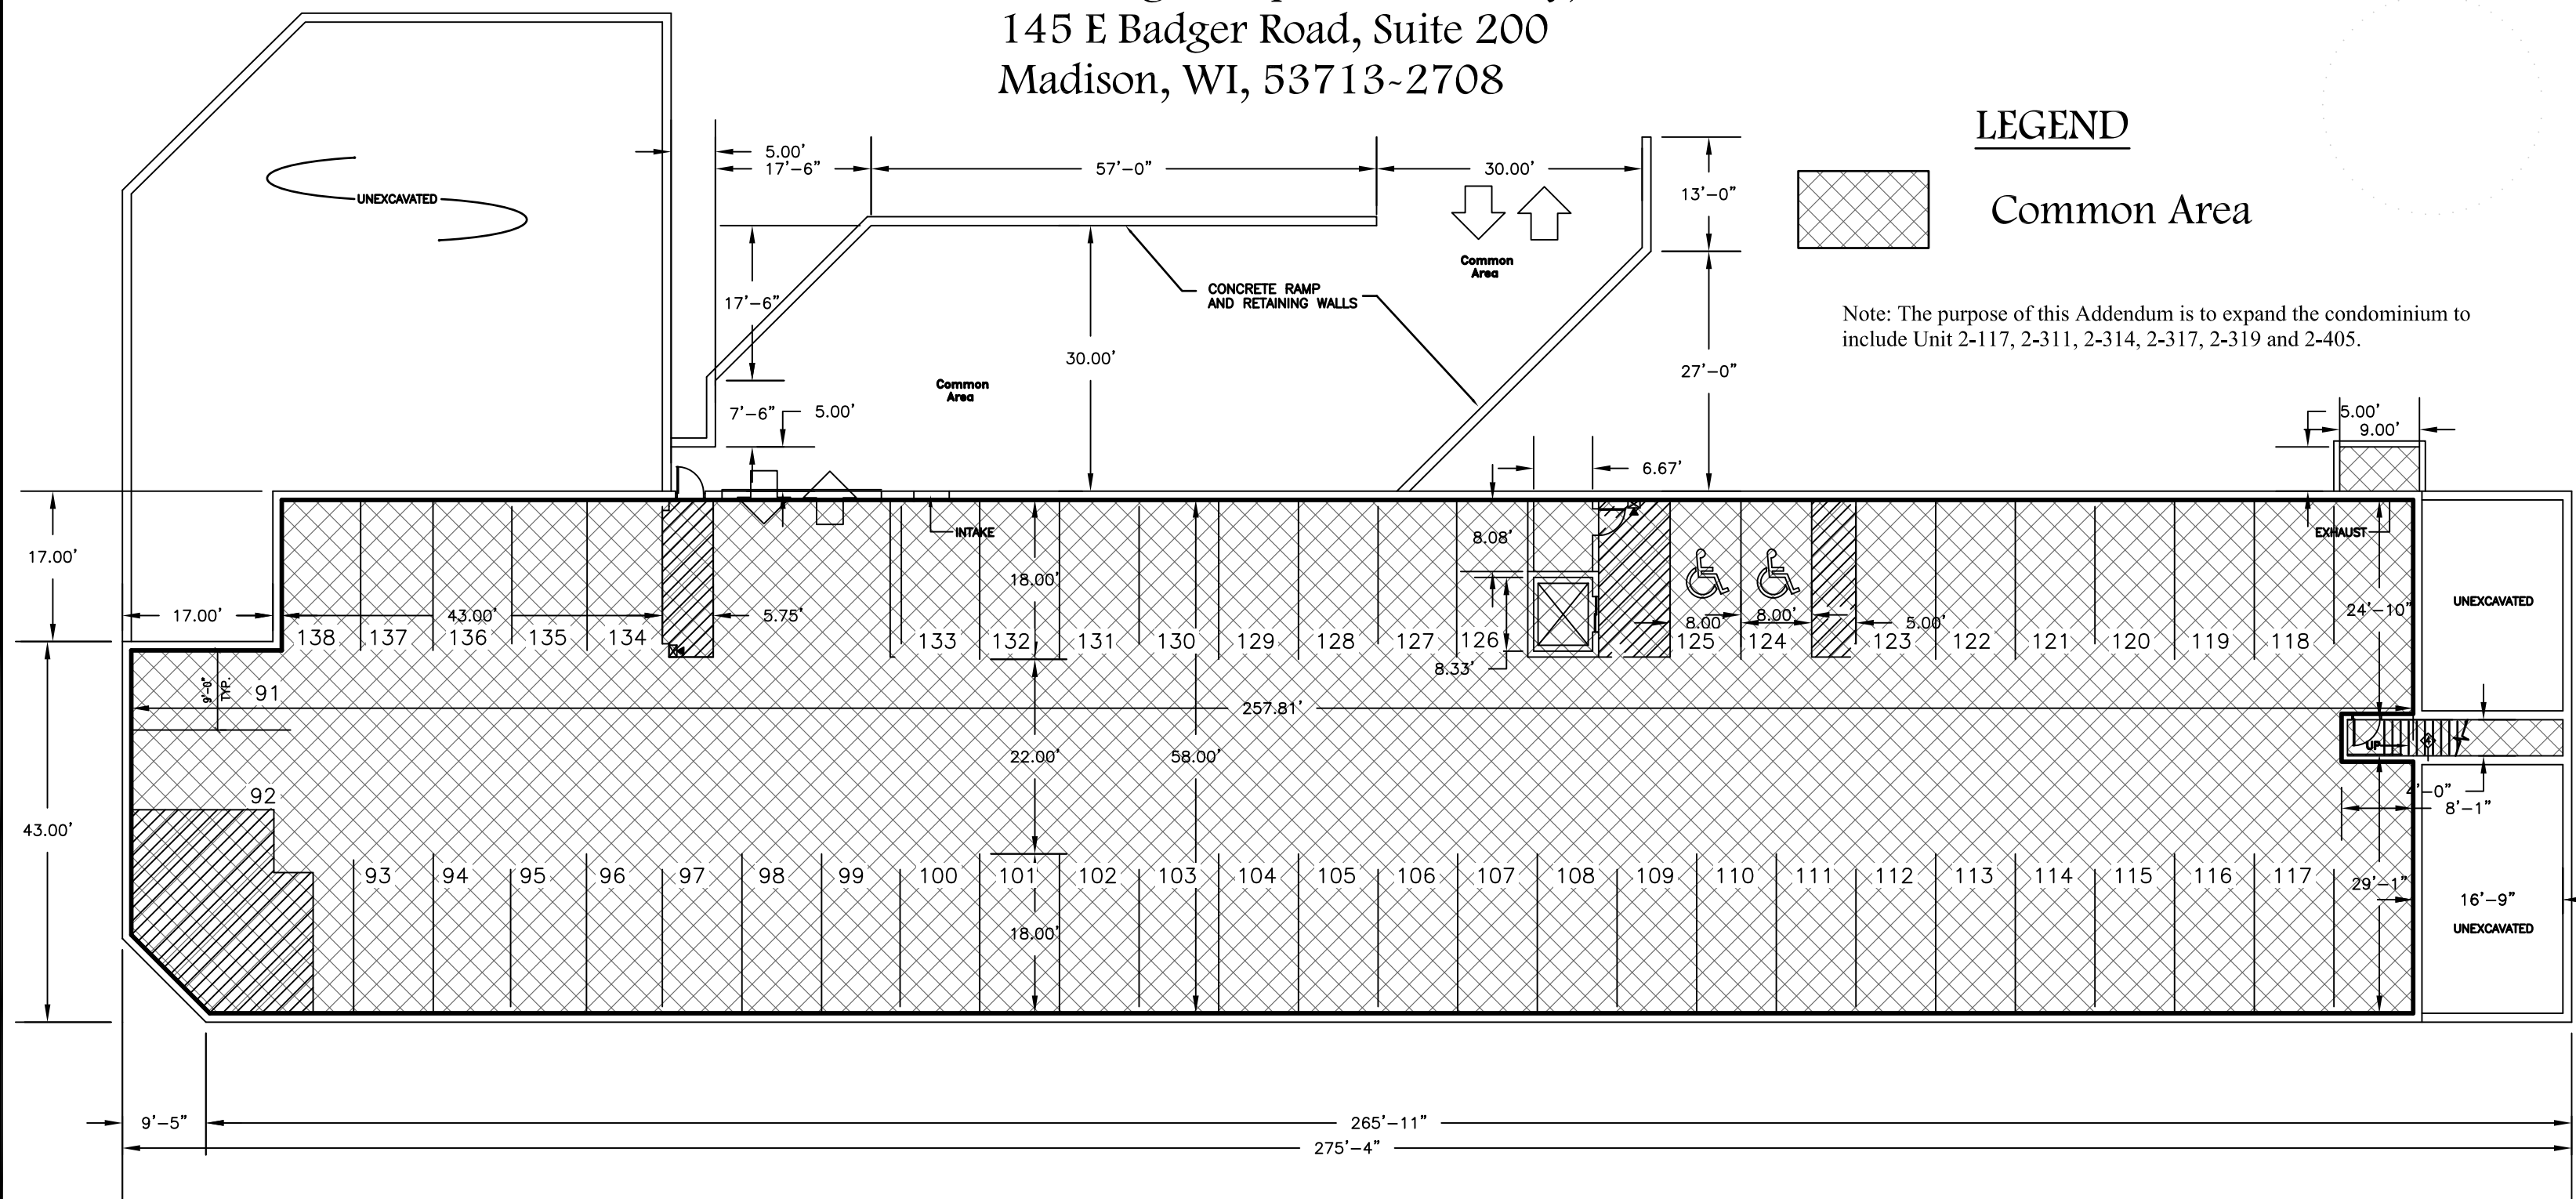 145 E Badger Road, Suite 200
Madison, WI, 53713-2708
LEGEND
Common Area
Note: The purpose of this Addendum is to expand the condominium to
include Unit 2-117, 2-311, 2-314, 2-317, 2-319 and 2-405.
UNEXCAVATED
5.00'
17'-6"
57'-0"
30.00'
13'-0"
Common
Area
CONCRETE RAMP
AND RETAINING WALLS
17'-6"
30.00'
27'-0"
Common
Area
7'-6"
5.00'
5.00'
9.00'
6.67'
INTAKE
8.08'
EXHAUST
17.00'
18.00'
17.00'
43.00'
5.75'
8.00'
8.00'
5.00'
24'-10"
UNEXCAVATED
138 137 136 135 134 133 132 131 130 129 128 127 126 125 124 123 122 121 120 119 118
8.33'
9'-0"
TYP.
91
257.81'
22.00'
58.00'
UP
92
4'-0"
8'-1"
43.00'
93 94 95 96 97 98 99 100 101 102 103 104 105 106 107 108 109 110 111 112 113 114 115 116 117
29'-1"
16'-9"
18.00'
UNEXCAVATED
9'-5"
265'-11"
275'-4"